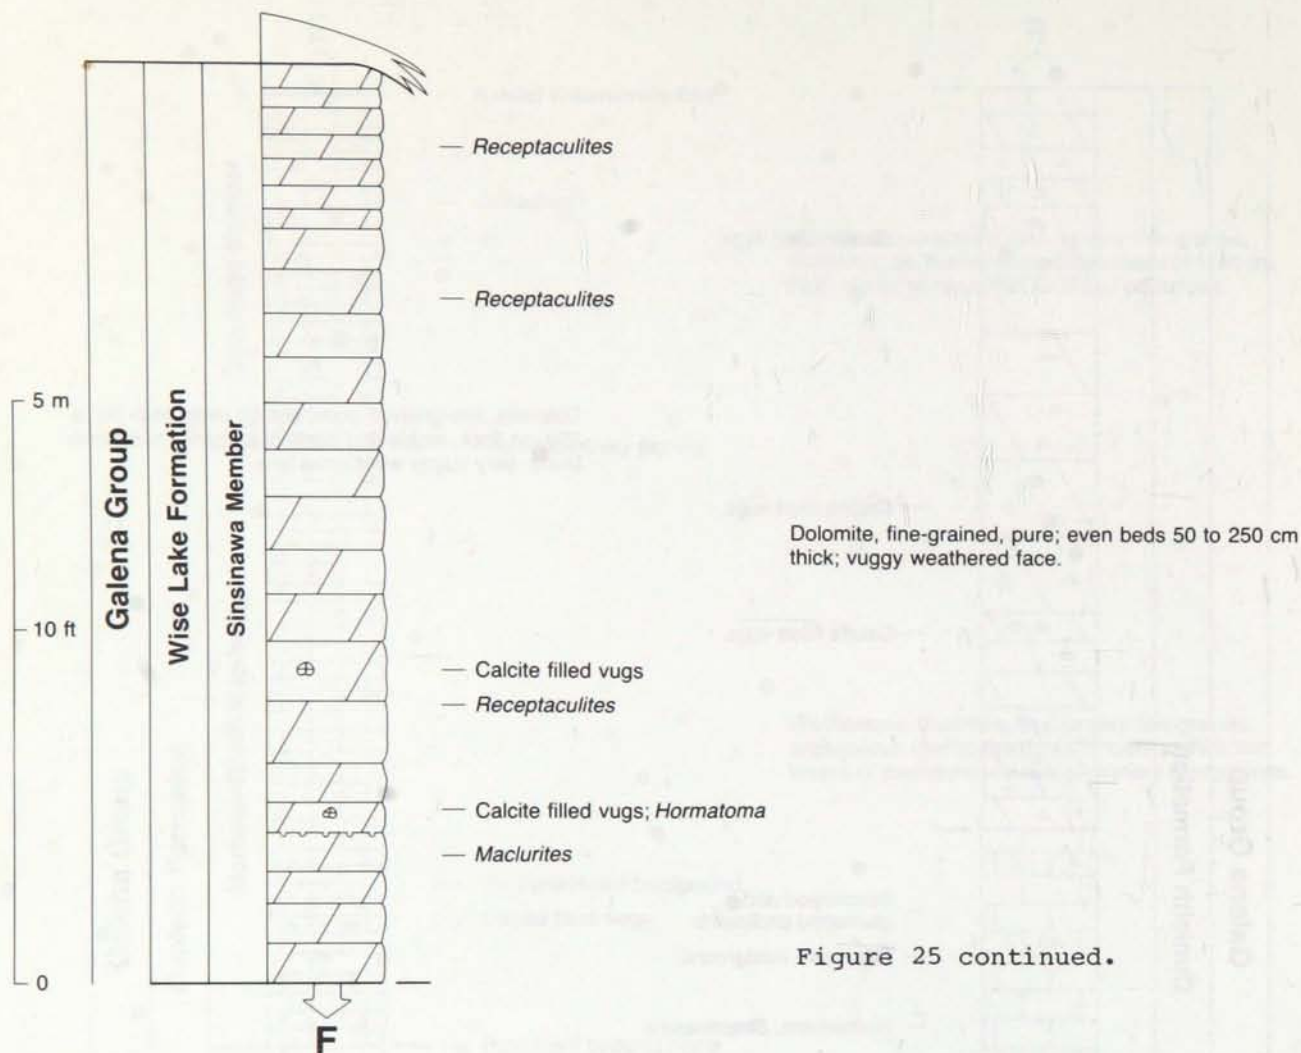 Receptaculites
Receptaculites
5 m
Galena Group
Wise Lake Formation
Sinsinawa Member
Dolomite, fine-grained, pure; even beds 50 to 250 cm
thick; vuggy weathered face.
10 ft
Calcite filled vugs
Receptaculites
Calcite filled vugs; Hormatoma
Maclurites
Figure 25 continued.
0
F